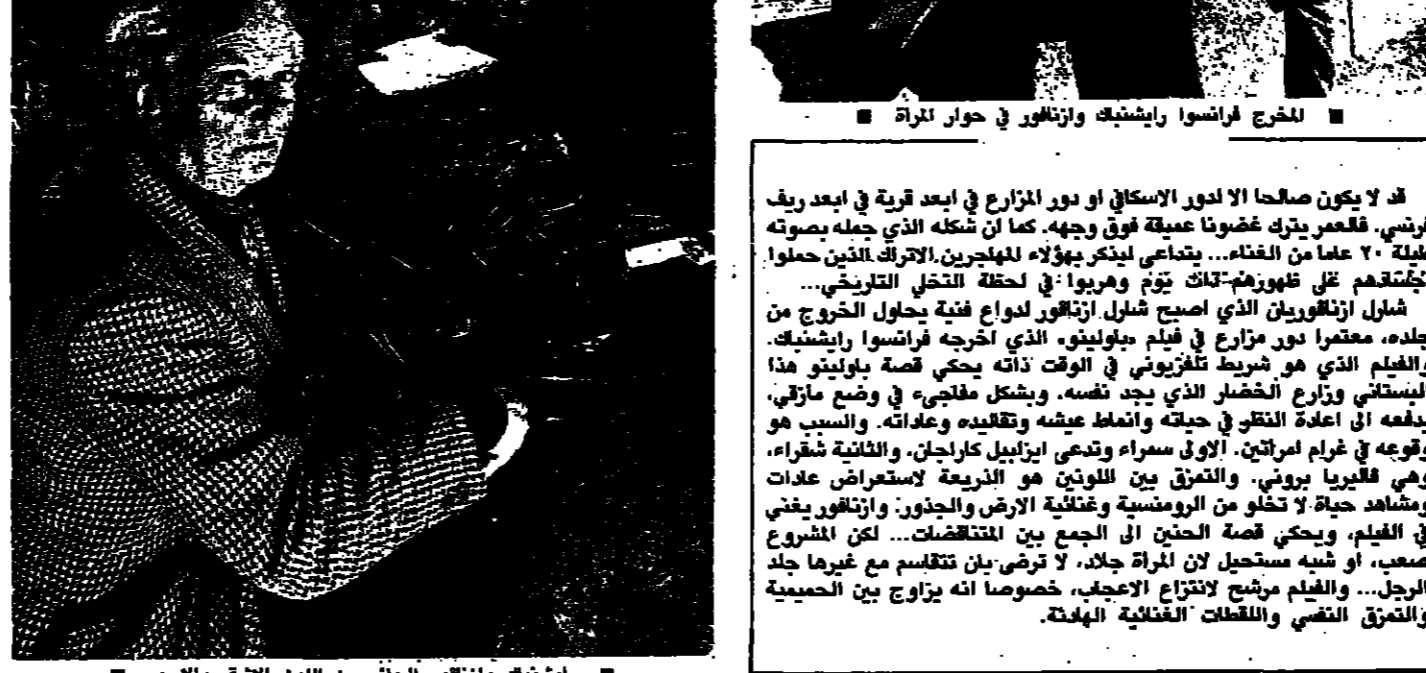 ■ المخرج فرانسوا رايشنباك وازنافور في حوار المرأة ■
قد لا يكون صالحا الا لدور الاسكافي او دور المزارع في ابعد قرية في ابعد ريف
فرنسي. فالعمر يترك غضونا عميقة فوق وجهه. كما ان شكله الذي جمله بصوته
طيلة ٢٠ عاما من الغناء... يتداعى ليذكر بهؤلاء المهاجرين الاتراك الذين حملوا
اجسادهم على ظهورهم ذات يوم وهربوا في لحظة التخلي التاريخي...
شارل ازنافوريان الذي اصبح شارل ازنافور لدواع فنية يحاول الخروج من
جلده، معتمرا دور مزارع في فيلم «باولينو» الذي اخرجه فرانسوا رايشنباك.
والفيلم الذي هو شريط تلفزيوني في الوقت ذاته يحكي قصة باولينو هذا
البستاني وزارع الخضار الذي يجد نفسه، وبشكل مفاجىء في وضع مازقي،
يدفعه الى اعادة النظر في حياته وانماط عيشه وتقاليده وعاداته. والسبب هو
وقوعه في غرام امرأتين. الاولى سمراء وتدعى ايزابيل كاراجان، والثانية شقراء،
وهي فاليريا بروني. والتمزق بين اللونين هو الذريعة لاستعراض عادات
ومشاهد حياة لا تخلو من الرومنسية وغنائية الارض والجذور. وازنافور يغني
في الفيلم، ويحكي قصة الحنين الى الجمع بين المتناقضات... لكن المشروع
صعب، او شبه مستحيل لان المرأة جلاد، لا ترضى بان تتقاسم مع غيرها جلد
الرجل... والفيلم مرشح لانتزاع الاعجاب، خصوصا انه يزاوج بين الحميمية
والتمزق النفسي واللقطات الغنائية الهادئة.